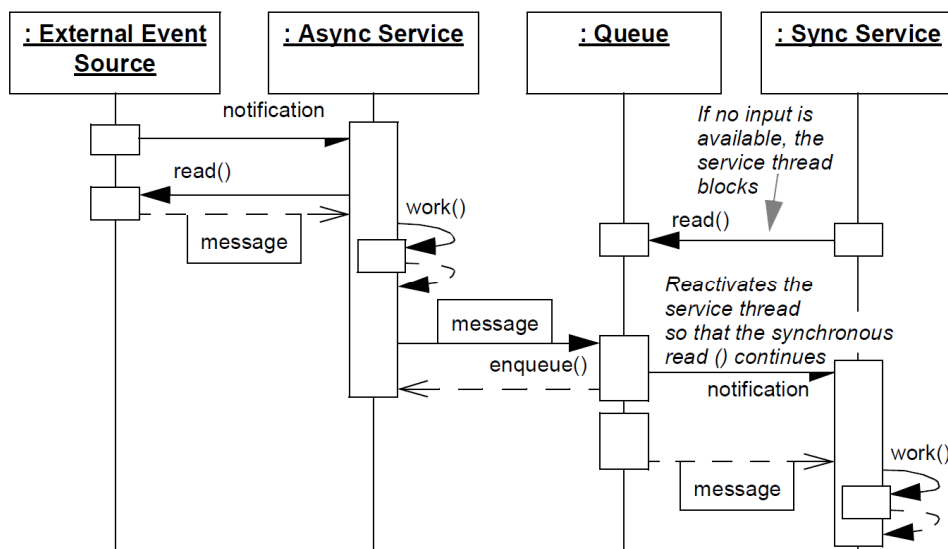 : External Event
Source
: Async Service
: Queue
: Sync Service
notification
If no input is
available, the
service thread
blocks
read()
message
work()
read()
Reactivates the
service thread
so that the synchronous
read () continues
message
enqueue()
notification
message
work()